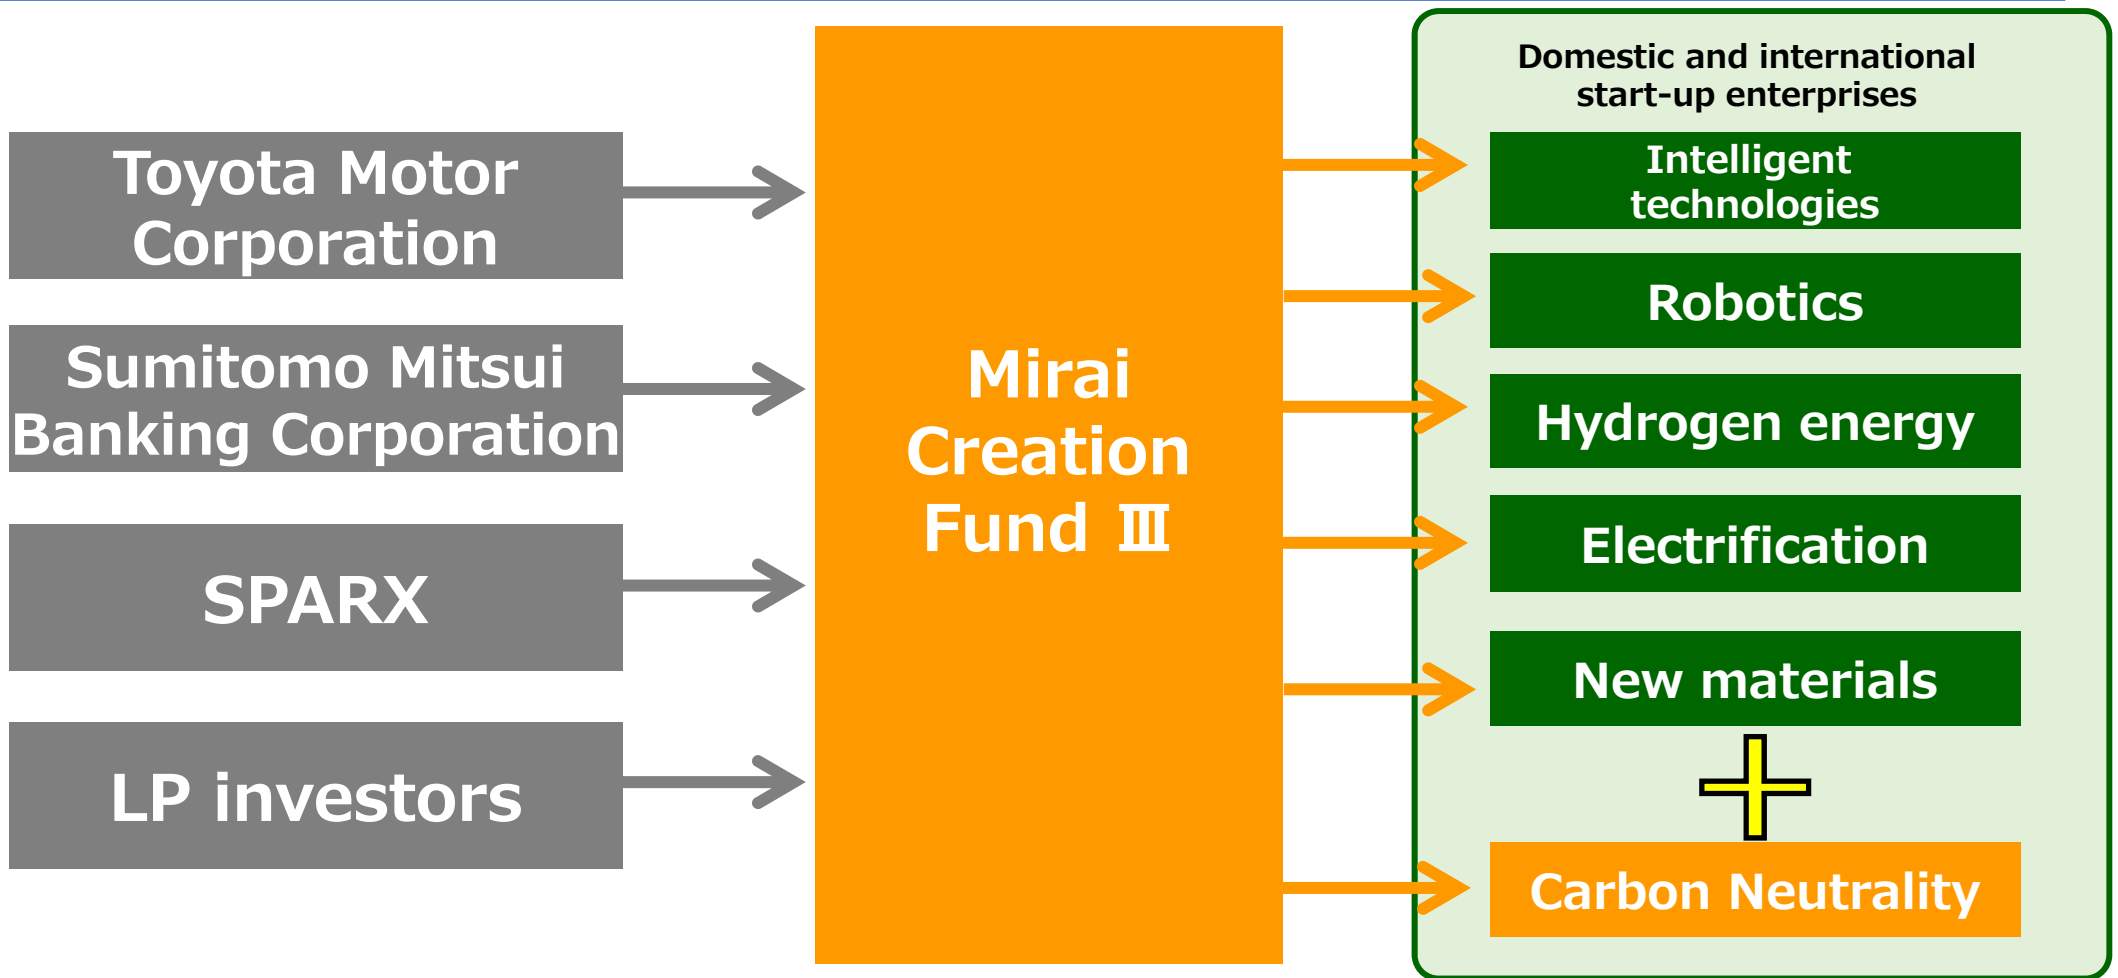 Toyota Motor
Corporation
Sumitomo Mitsui
Banking Corporation
SPARX
LP investors
Mirai
Creation
Fund Ⅲ
Domestic and international
start-up enterprises
Intelligent
technologies
Robotics
Hydrogen energy
Electrification
New materials
Carbon Neutrality